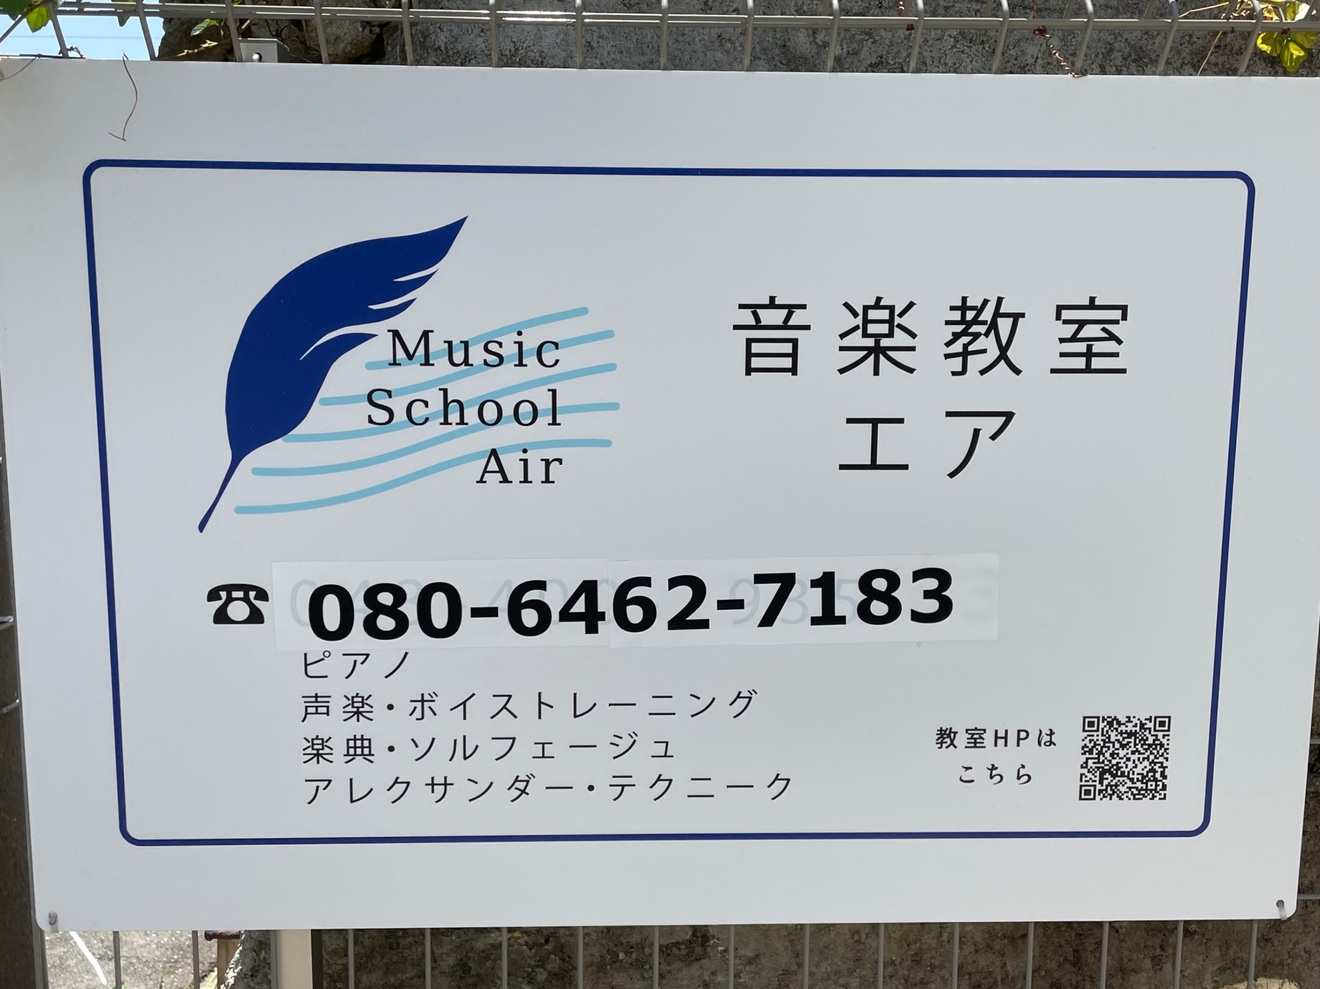 Music
School
Air
音楽教室
エア
☎ 080-6462-7183
ピアノ
声楽・ボイストレーニング
楽典・ソルフェージュ
アレクサンダー・テクニーク
教室HPは
こちら